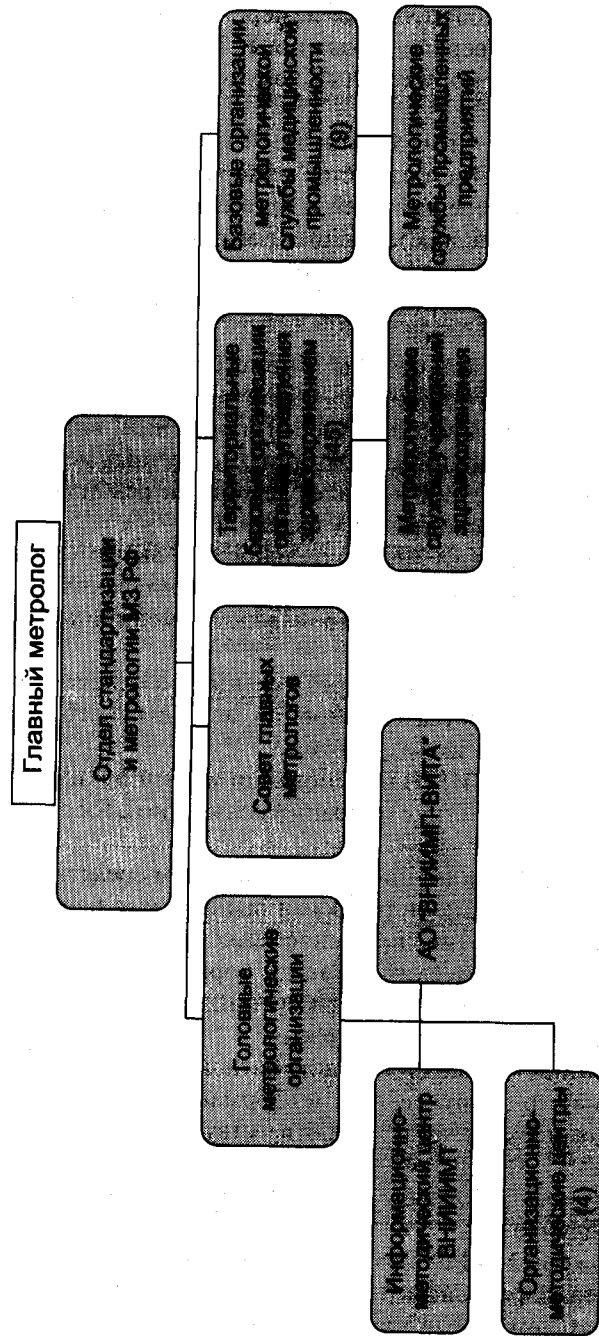 Главный метролог
Отдел стандартизации
и метрологии МЗ РФ
Головные
метрологические
организации
Совет главных
метрологов
Территориальные
базовые организации
органов управления
здравоохранением
Базовые организации
метрологической
службы медицинской
промышленности
(9)
Информационно-
методический центр
ВНИИИМТ
АО "ВНИИМП-ВИТА"
Метрологические
службы учреждений
здравоохранения
Метрологические
службы промышленных
предприятий
Организационно-
методические центры
(4)